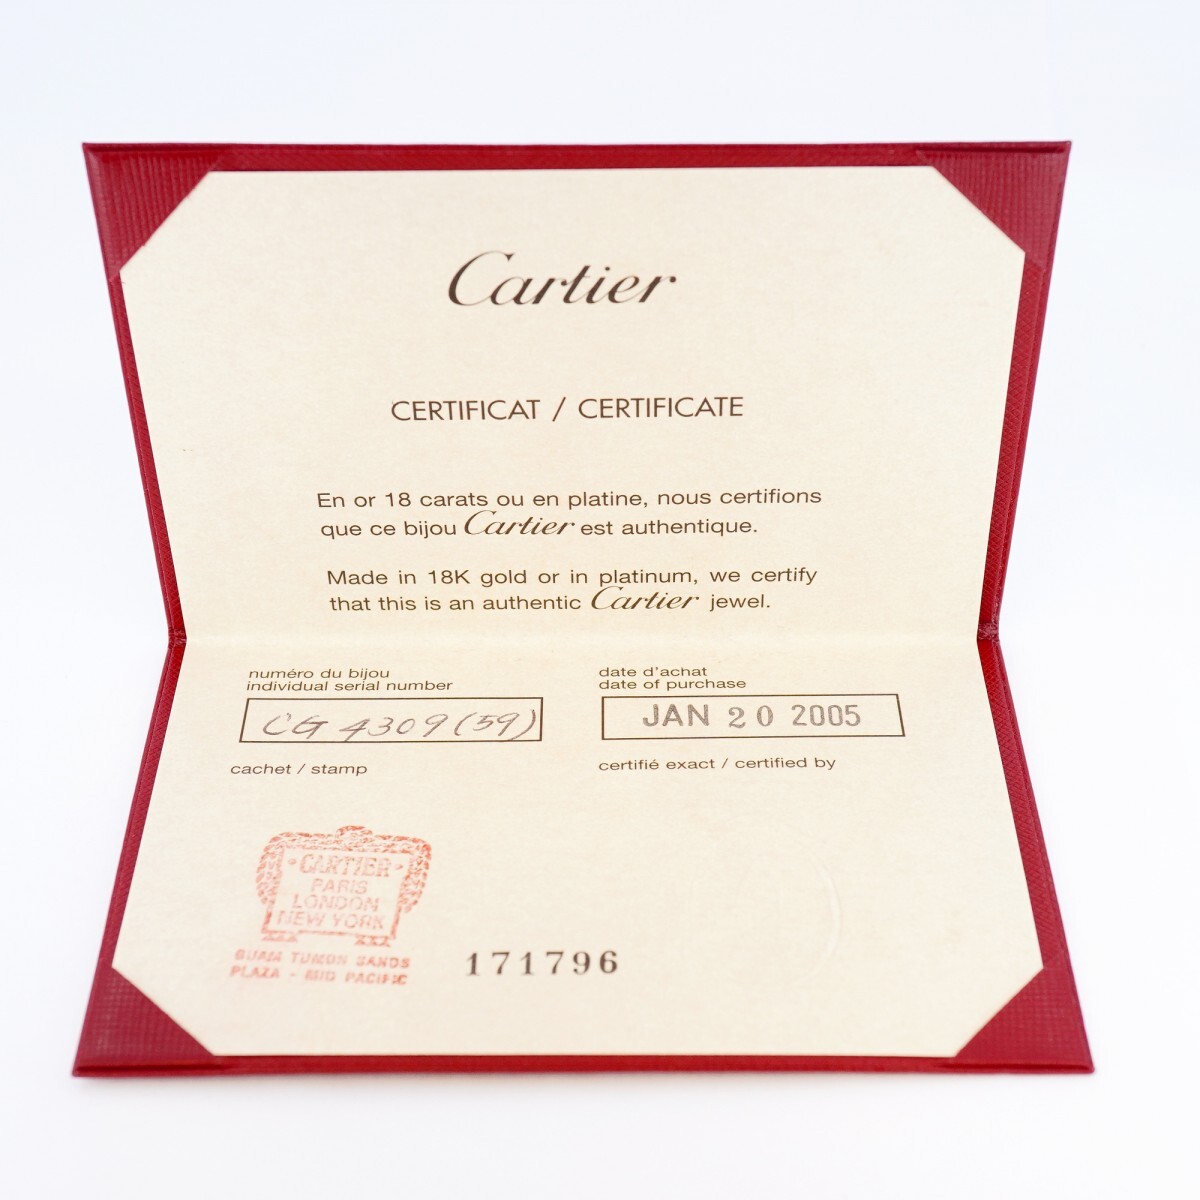 Cartier
CERTIFICAT / CERTIFICATE
En or 18 carats ou en platine, nous certifions
que ce bijou Cartier est authentique.
Made in 18K gold or in platinum, we certify
that this is an authentic Cartier jewel.
numéro du bijou
individual serial number
CG 4309 (59)
date d'achat
date of purchase
JAN 20 2005
cachet / stamp
certifié exact / certified by
CARTIER
PARIS
LONDON
NEW YORK
GUAM TUMON SANDS
PLAZA - MID PACIFIC
171796